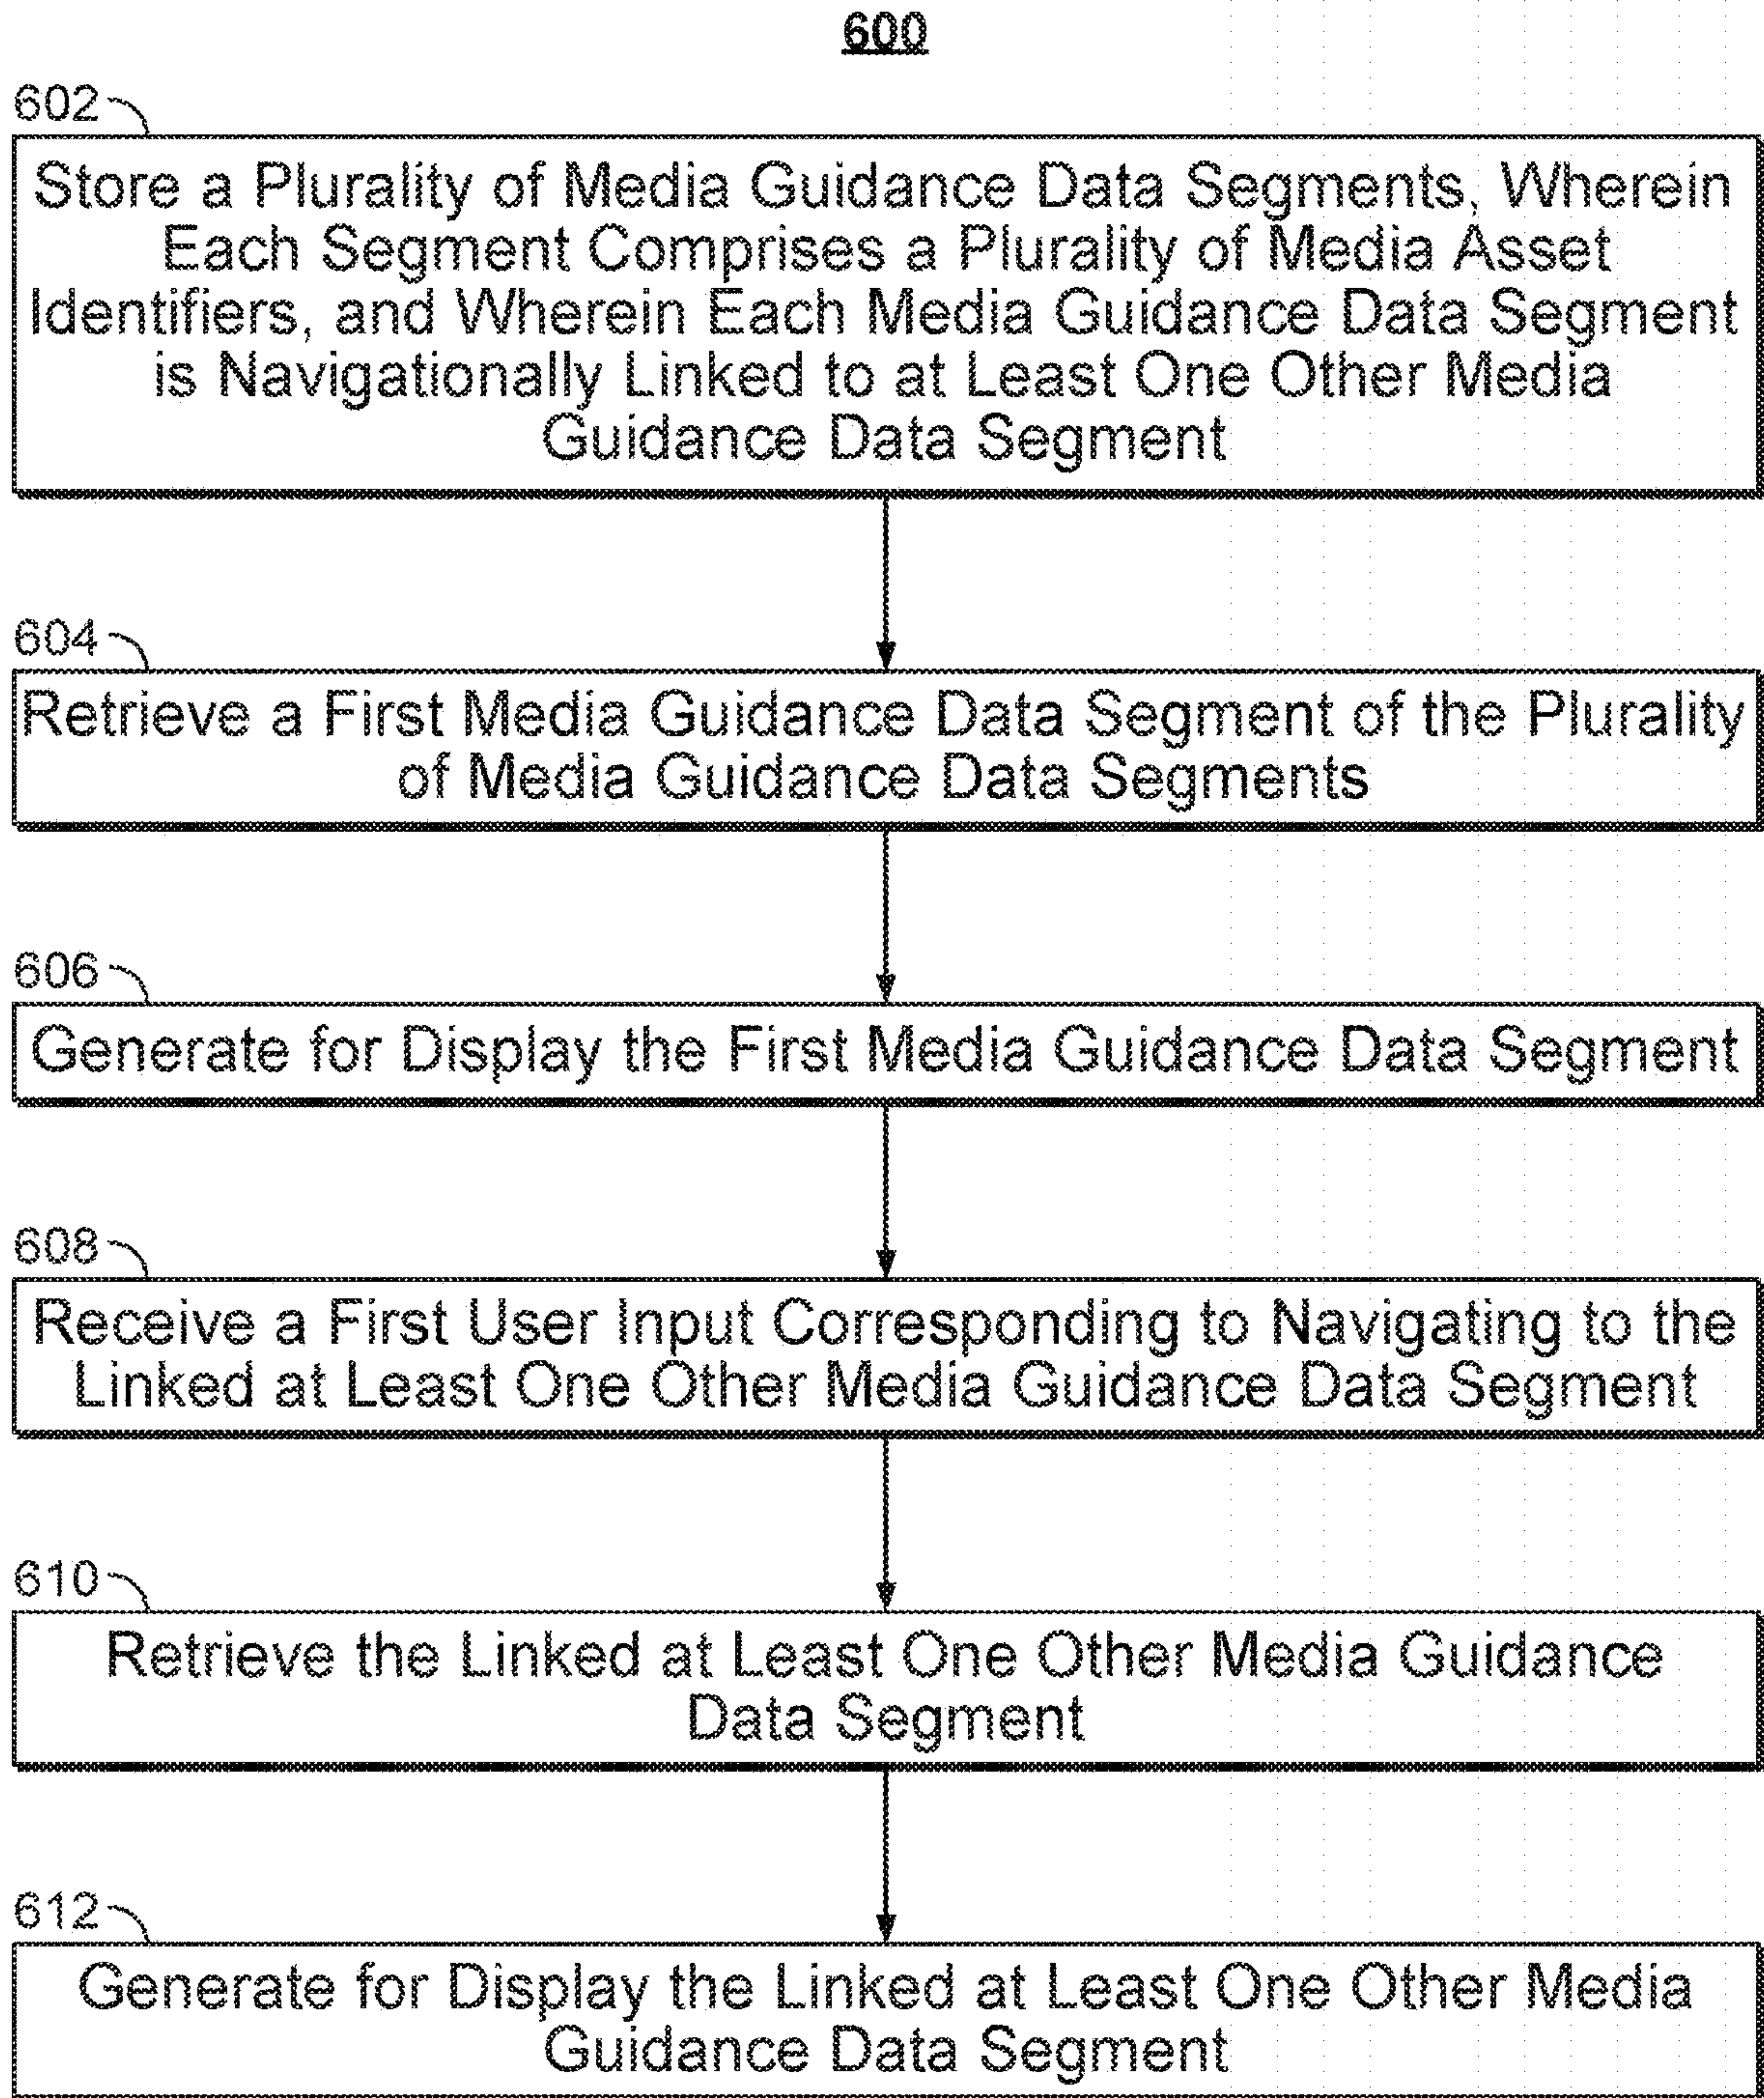 600
602
Store a Plurality of Media Guidance Data Segments, Wherein
Each Segment Comprises a Plurality of Media Asset
Identifiers, and Wherein Each Media Guidance Data Segment
is Navigationally Linked to at Least One Other Media
Guidance Data Segment
604
Retrieve a First Media Guidance Data Segment of the Plurality
of Media Guidance Data Segments
606
Generate for Display the First Media Guidance Data Segment
608
Receive a First User Input Corresponding to Navigating to the
Linked at Least One Other Media Guidance Data Segment
610
Retrieve the Linked at Least One Other Media Guidance
Data Segment
612
Generate for Display the Linked at Least One Other Media
Guidance Data Segment